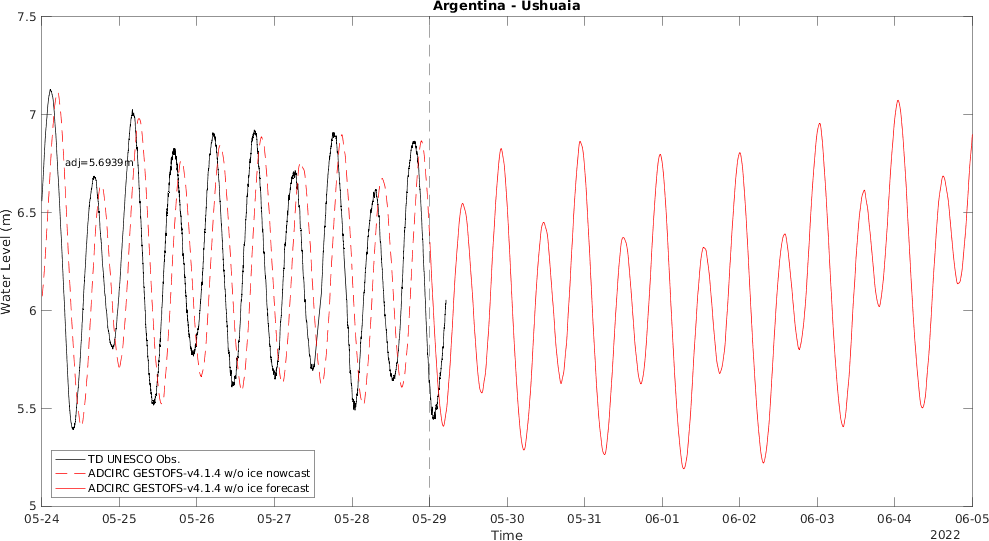 Argentina - Ushuaia
7.5
7
6.5
6
5.5
5
Water Level (m)
adj=5.6939m
TD UNESCO Obs.
ADCIRC GESTOFS-v4.1.4 w/o ice nowcast
ADCIRC GESTOFS-v4.1.4 w/o ice forecast
05-24 05-25 05-26 05-27 05-28 05-29 05-30 05-31 06-01 06-02 06-03 06-04 06-05
Time
2022